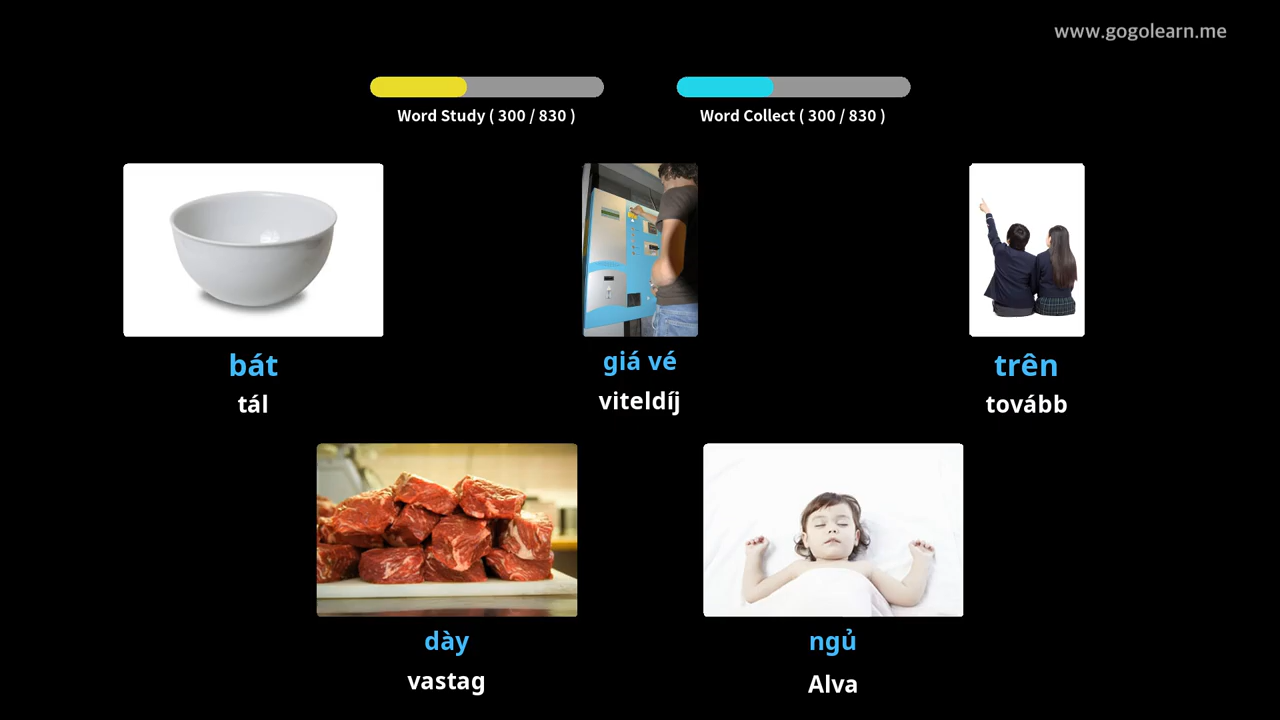 www.gogolearn.me
Word Study ( 300 / 830 )
Word Collect ( 300 / 830 )
bát
tál
giá vé
viteldíj
trên
tovább
dày
vastag
ngủ
Alva